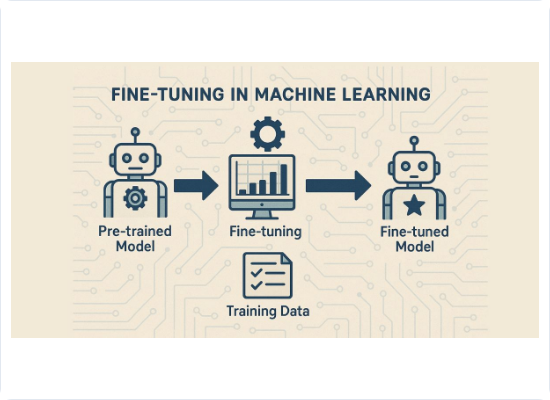 FINE-TUNING IN MACHINE LEARNING
Pre-trained
Model
Fine-tuning
Fine-tuned
Model
Training Data